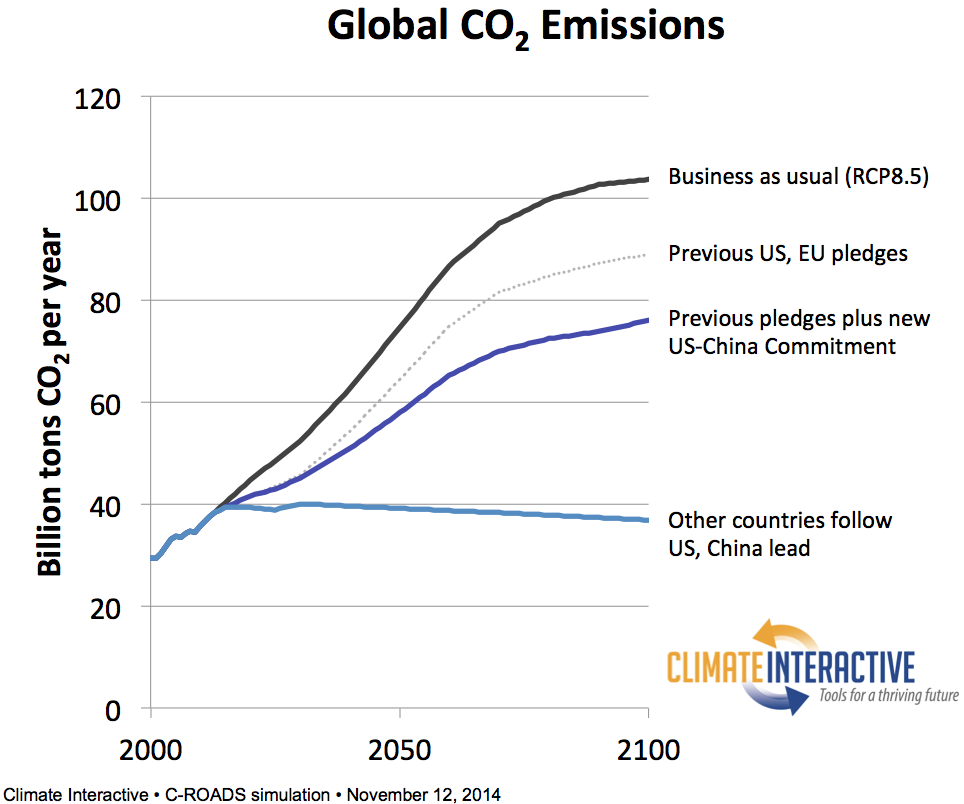 Global CO₂ Emissions
Billion tons CO₂ per year
120
100
80
60
40
20
0
2000 2050 2100
Business as usual (RCP8.5)
Previous US, EU pledges
Previous pledges plus new
US-China Commitment
Other countries follow
US, China lead
CLIMATEINTERACTIVE
Tools for a thriving future
Climate Interactive • C-ROADS simulation • November 12, 2014